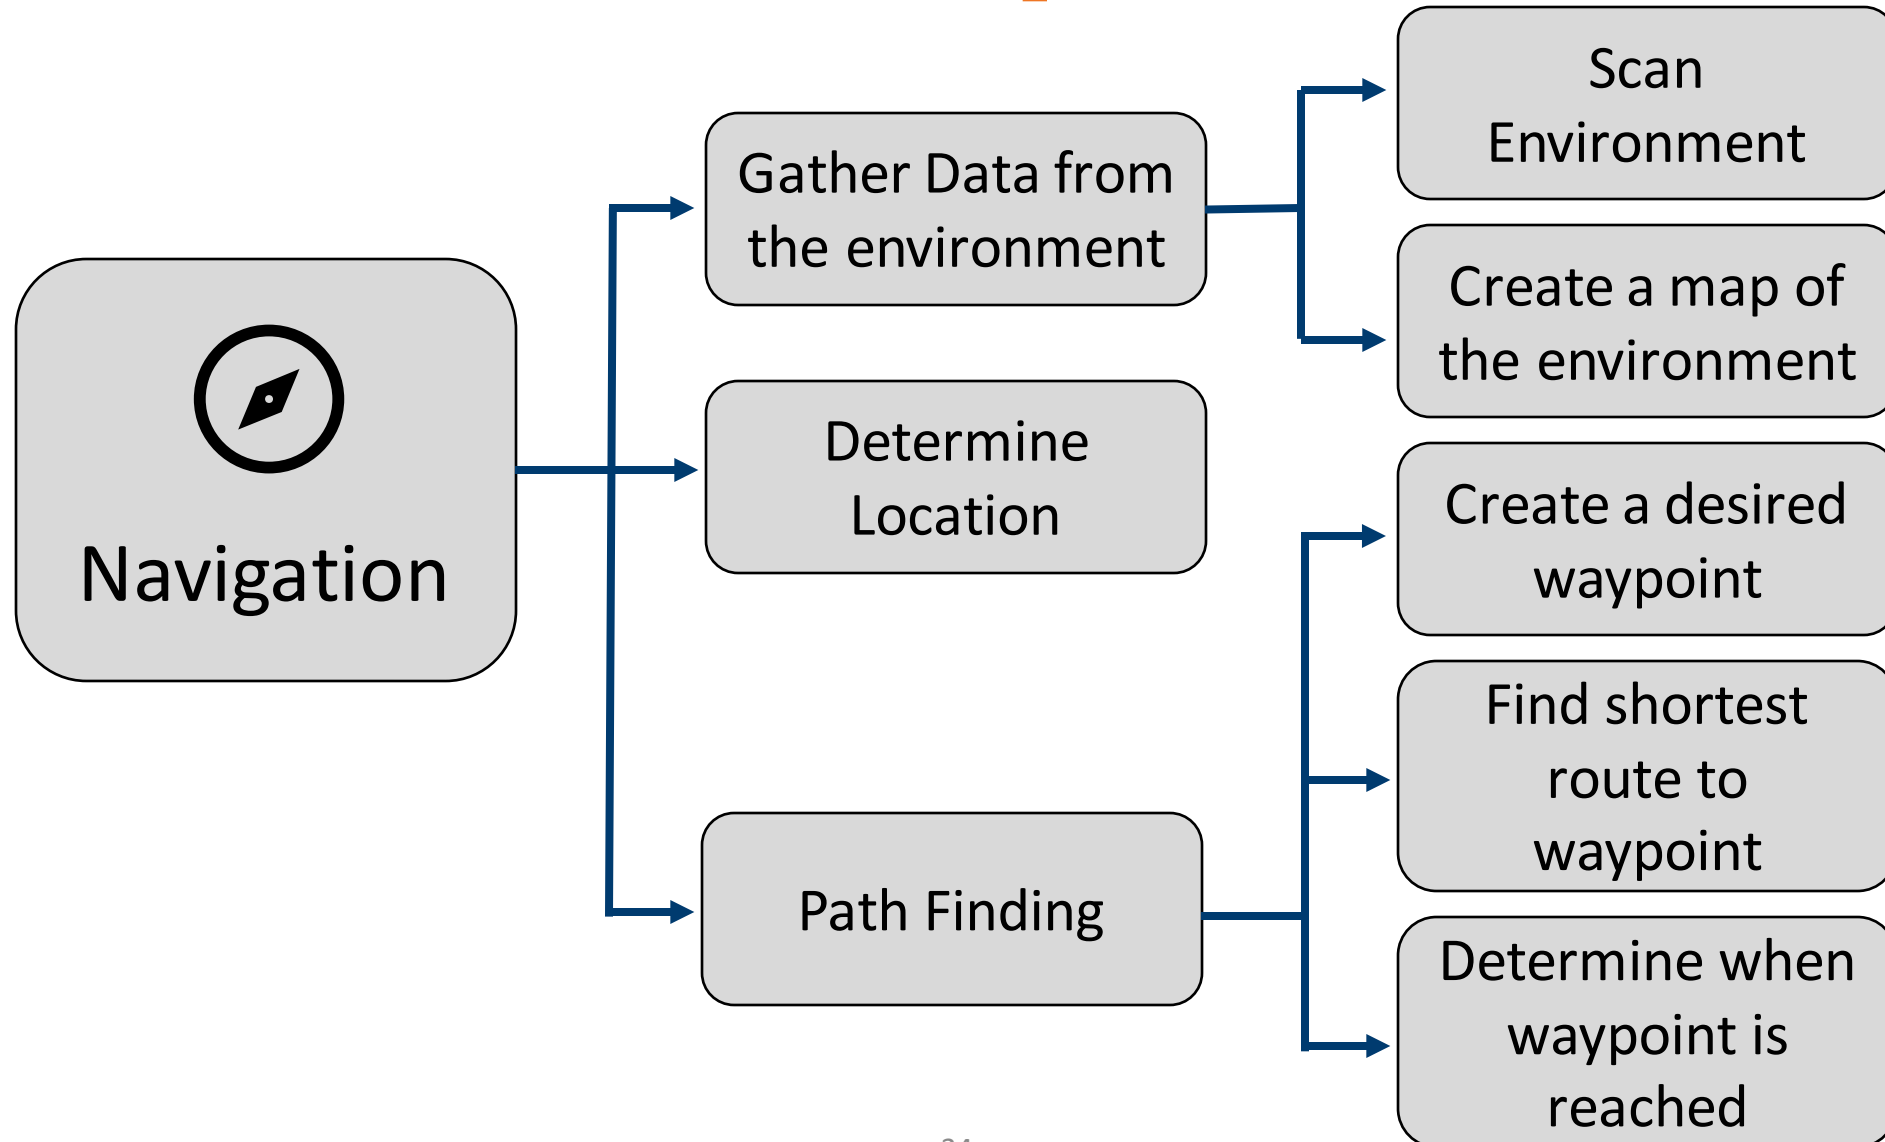 Navigation
Gather Data from
the environment
Determine
Location
Path Finding
Scan
Environment
Create a map of
the environment
Create a desired
waypoint
Find shortest
route to
waypoint
Determine when
waypoint is
reached